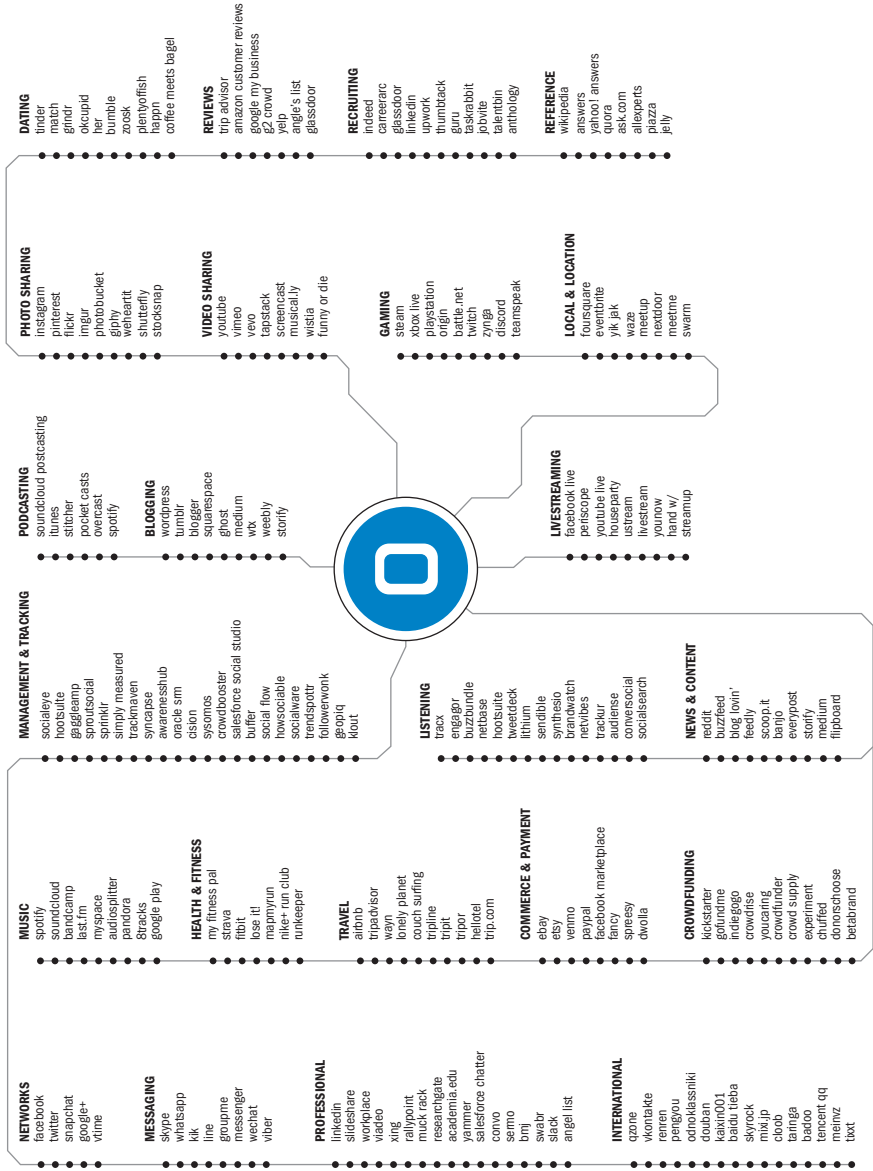 NETWORKS
facebook
twitter
snapchat
google+
vtime
MESSAGING
skype
whatsapp
kik
line
groupme
messenger
wechat
viber
PROFESSIONAL
linkedin
slideshare
workplace
viadeo
xing
rallypoint
muck rack
researchgate
academia.edu
yammer
salesforce chatter
convo
sermo
bmj
swabr
slack
angel list
INTERNATIONAL
qzone
vkontakte
renren
pengyou
odnoklassniki
douban
kaixin001
baidu tieba
skyrock
mixi.jp
cloob
taringa
badoo
tencent qq
meinvz
tixxt
MUSIC
spotify
soundcloud
bandcamp
last.fm
myspace
audiosplitter
pandora
8tracks
google play
HEALTH & FITNESS
my fitness pal
strava
fitbit
lose it!
mapmyrun
nike+ run club
runkeeper
TRAVEL
airbnb
tripadvisor
wayn
lonely planet
couch surfing
tripline
tripit
tripor
hellotel
trip.com
COMMERCE & PAYMENT
ebay
etsy
venmo
paypal
facebook marketplace
fancy
spreesy
dwolla
CROWDFUNDING
kickstarter
gofundme
indiegogo
crowdrise
youcaring
crowdfunder
crowd supply
experiment
chuffed
donorschoose
betabrand
MANAGEMENT & TRACKING
socialeye
hootsuite
gaggleamp
sproutsocial
sprinklr
simply measured
trackmaven
syncapse
awarenesshub
oracle srm
cision
sysomos
crowdbooster
salesforce social studio
buffer
social flow
howsociable
socialware
trendspottr
followerwonk
geopiq
klout
LISTENING
tracx
engagor
buzzbundle
netbase
hootsuite
tweetdeck
lithium
sendible
synthesio
brandwatch
netvibes
trackur
audiense
conversocial
socialsearch
NEWS & CONTENT
reddit
buzzfeed
blog lovin'
feedly
scoop.it
banjo
everypost
storify
medium
flipboard
PODCASTING
soundcloud postcasting
itunes
stitcher
pocket casts
overcast
spotify
BLOGGING
wordpress
tumblr
blogger
squarespace
ghost
medium
wfx
weebly
storify
LIVESTREAMING
facebook live
periscope
youtube live
houseparty
ustream
livestream
younow
hand w/
streamup
PHOTO SHARING
instagram
pinterest
flickr
imgur
photobucket
giphy
weheartit
shutterfly
stocksnap
VIDEO SHARING
youtube
vimeo
vevo
tapstack
screencast
musical.ly
wistia
funny or die
GAMING
steam
xbox live
playstation
origin
battle.net
twitch
zynga
discord
teamspeak
LOCAL & LOCATION
foursquare
eventbrite
yik jak
waze
meetup
nextdoor
meetme
swarm
DATING
tinder
match
grindr
okcupid
her
bumble
zoosk
plentyoffish
happn
coffee meets bagel
REVIEWS
trip advisor
amazon customer reviews
google my business
g2 crowd
yelp
angie's list
glassdoor
RECRUITING
indeed
careerarc
glassdoor
linkedin
upwork
thumbtack
guru
taskrabbit
jobvite
talentbin
anthology
REFERENCE
wikipedia
answers
yahoo! answers
quora
ask.com
allexperts
piazza
jelly